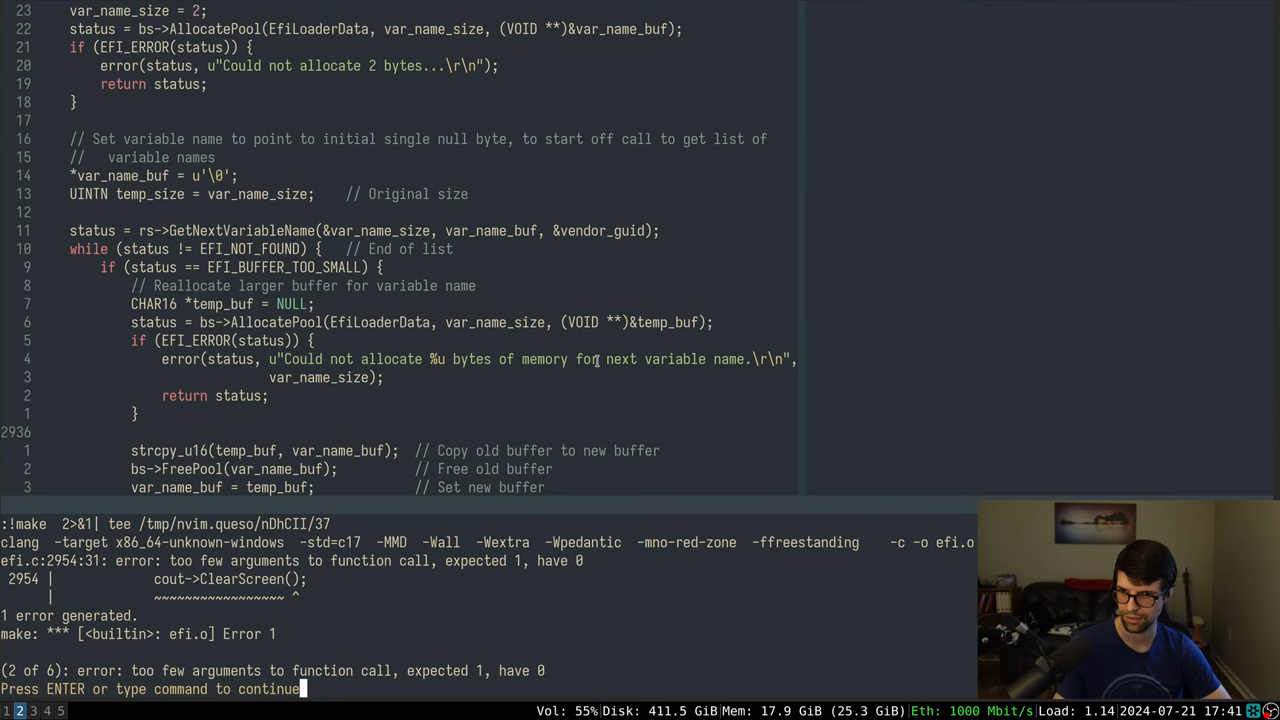 23     var_name_size = 2;
22     status = bs->AllocatePool(EfiLoaderData, var_name_size, (VOID **)&var_name_buf);
21     if (EFI_ERROR(status)) {
20         error(status, u"Could not allocate 2 bytes...\r\n");
19         return status;
18     }
17
16     // Set variable name to point to initial single null byte, to start off call to get list of
15     //   variable names
14     *var_name_buf = u'\0';
13     UINTN temp_size = var_name_size;    // Original size
12
11     status = rs->GetNextVariableName(&var_name_size, var_name_buf, &vendor_guid);
10     while (status != EFI_NOT_FOUND) {   // End of list
9         if (status == EFI_BUFFER_TOO_SMALL) {
8             // Reallocate larger buffer for variable name
7             CHAR16 *temp_buf = NULL;
6             status = bs->AllocatePool(EfiLoaderData, var_name_size, (VOID **)&temp_buf);
5             if (EFI_ERROR(status)) {
4                 error(status, u"Could not allocate %u bytes of memory for next variable name.\r\n",
3                               var_name_size);
2                 return status;
1             }
2936
1             strcpy_u16(temp_buf, var_name_buf);  // Copy old buffer to new buffer
2             bs->FreePool(var_name_buf);          // Free old buffer
3             var_name_buf = temp_buf;             // Set new buffer
:!make  2>&1| tee /tmp/nvim.queso/nDhCII/37
clang  -target x86_64-unknown-windows  -std=c17  -MMD  -Wall  -Wextra  -Wpedantic  -mno-red-zone  -ffreestanding    -c -o efi.o
efi.c:2954:31: error: too few arguments to function call, expected 1, have 0
 2954 |             cout->ClearScreen();
      |             ~~~~~~~~~~~~~~~~~ ^
1 error generated.
make: *** [<builtin>: efi.o] Error 1
(2 of 6): error: too few arguments to function call, expected 1, have 0
Press ENTER or type command to continue
1 2 3 4 5 Vol: 55% Disk: 411.5 GiB Mem: 17.9 GiB (25.3 GiB) Eth: 1000 Mbit/s Load: 1.14 2024-07-21 17:41